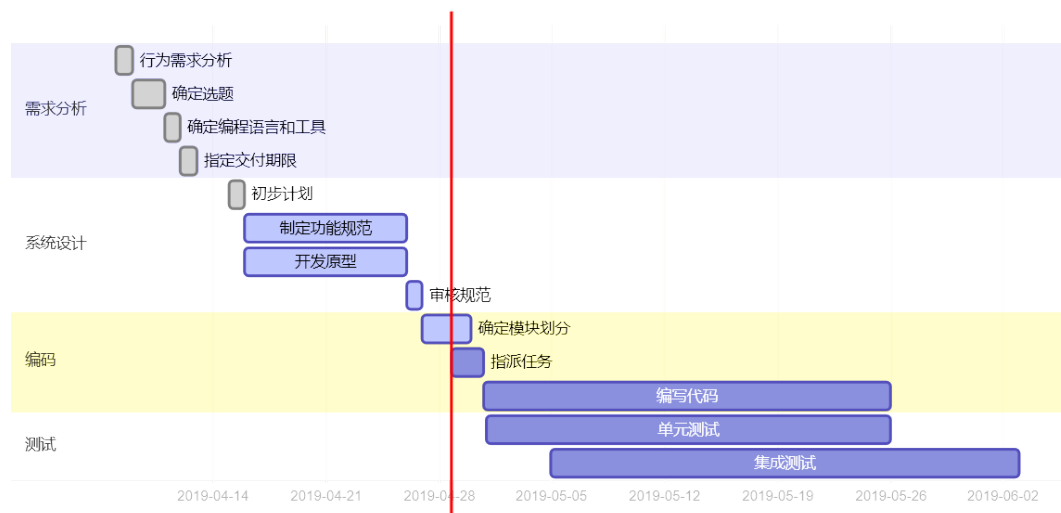 行为需求分析
确定选题
需求分析
确定编程语言和工具
指定交付期限
初步计划
制定功能规范
系统设计
开发原型
审核规范
确定模块划分
编码
指派任务
编写代码
单元测试
测试
集成测试
2019-04-14 2019-04-21 2019-04-28 2019-05-05 2019-05-12 2019-05-19 2019-05-26 2019-06-02